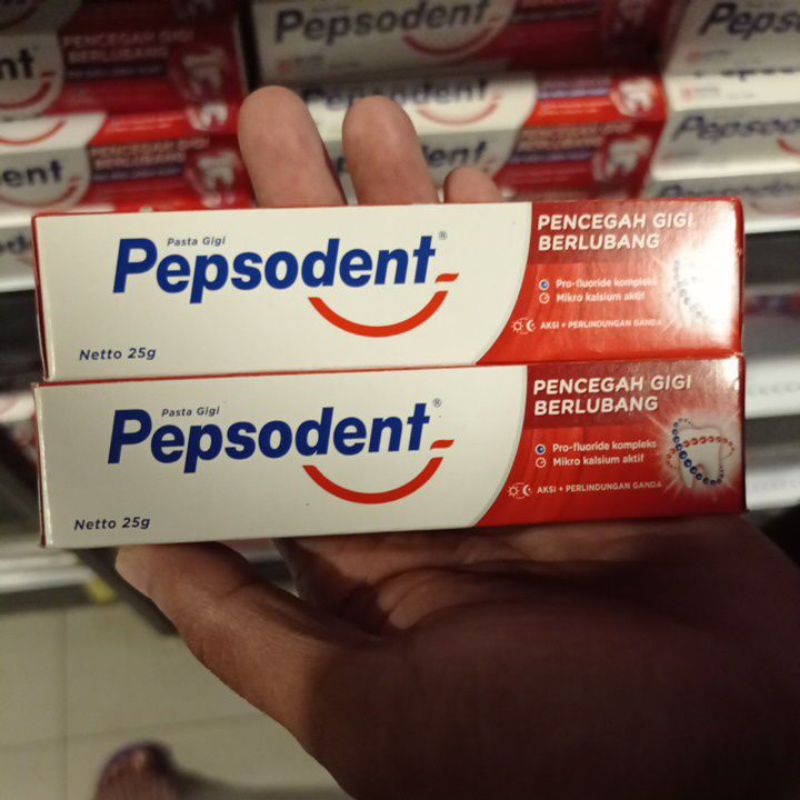 Pepsodent
PENCEGAH GIGI
BERLUBANG
Pepsodent
Pasta Gigi
Pepsodent®
Netto 25g
PENCEGAH GIGI
BERLUBANG
Pro-fluoride kompleks
Mikro kalsium aktif
AKSI + PERLINDUNGAN GANDA
Pasta Gigi
Pepsodent®
Netto 25g
PENCEGAH GIGI
BERLUBANG
Pro-fluoride kompleks
Mikro kalsium aktif
AKSI + PERLINDUNGAN GANDA